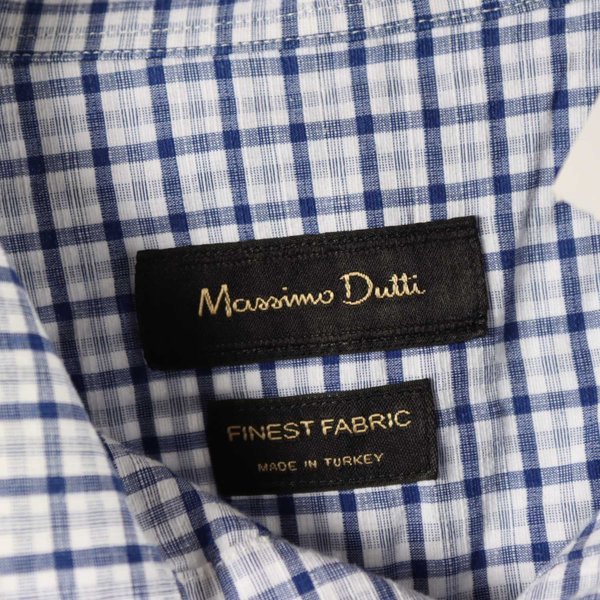 Massimo Dutti
FINEST FABRIC
MADE IN TURKEY